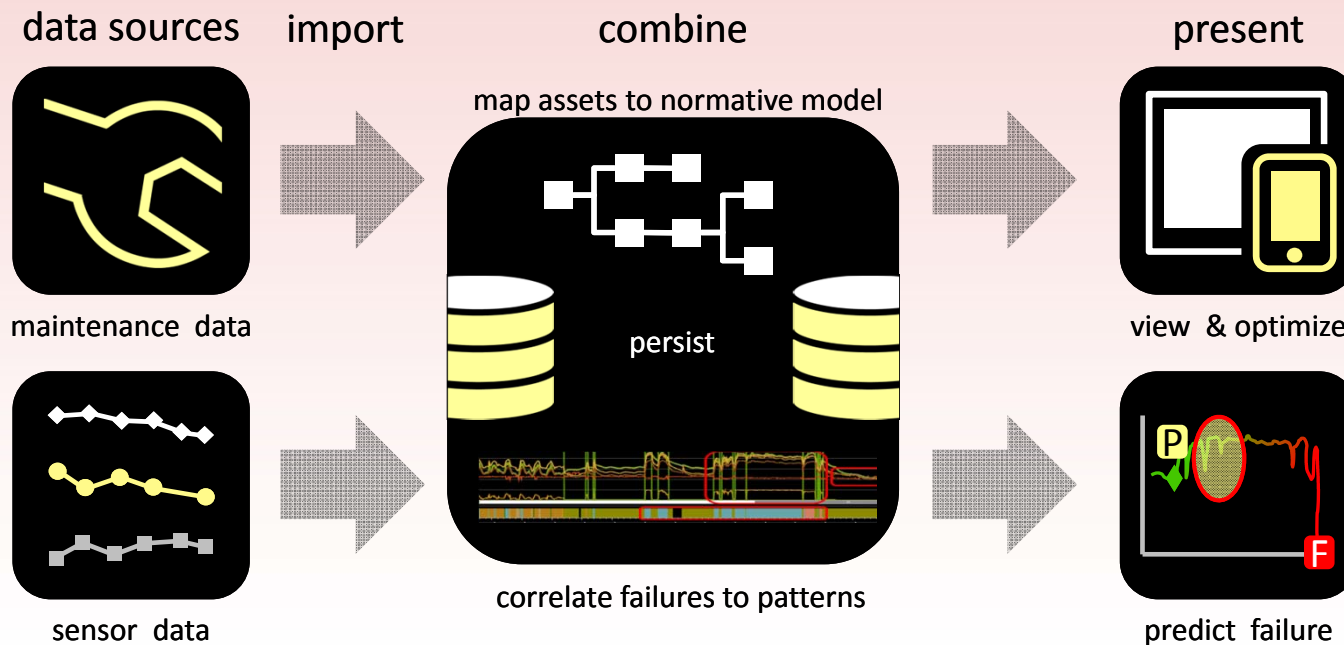 data sources
import
combine
present
map assets to normative model
maintenance data
persist
view & optimize
P
F
correlate failures to patterns
sensor data
predict failure